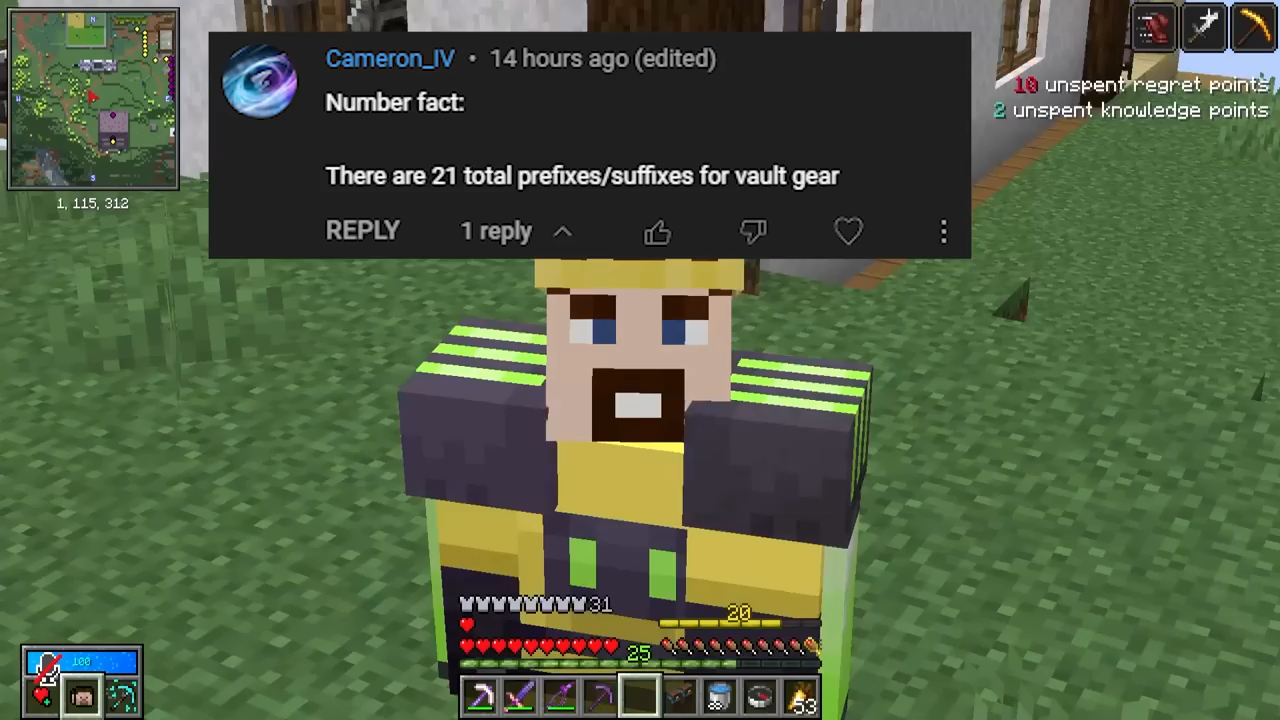 Cameron_IV • 14 hours ago (edited)
Number fact:
There are 21 total prefixes/suffixes for vault gear
REPLY 1 reply
10 unspent regret points
2 unspent knowledge points
N
S
1, 115, 312
31
20
25
100
53